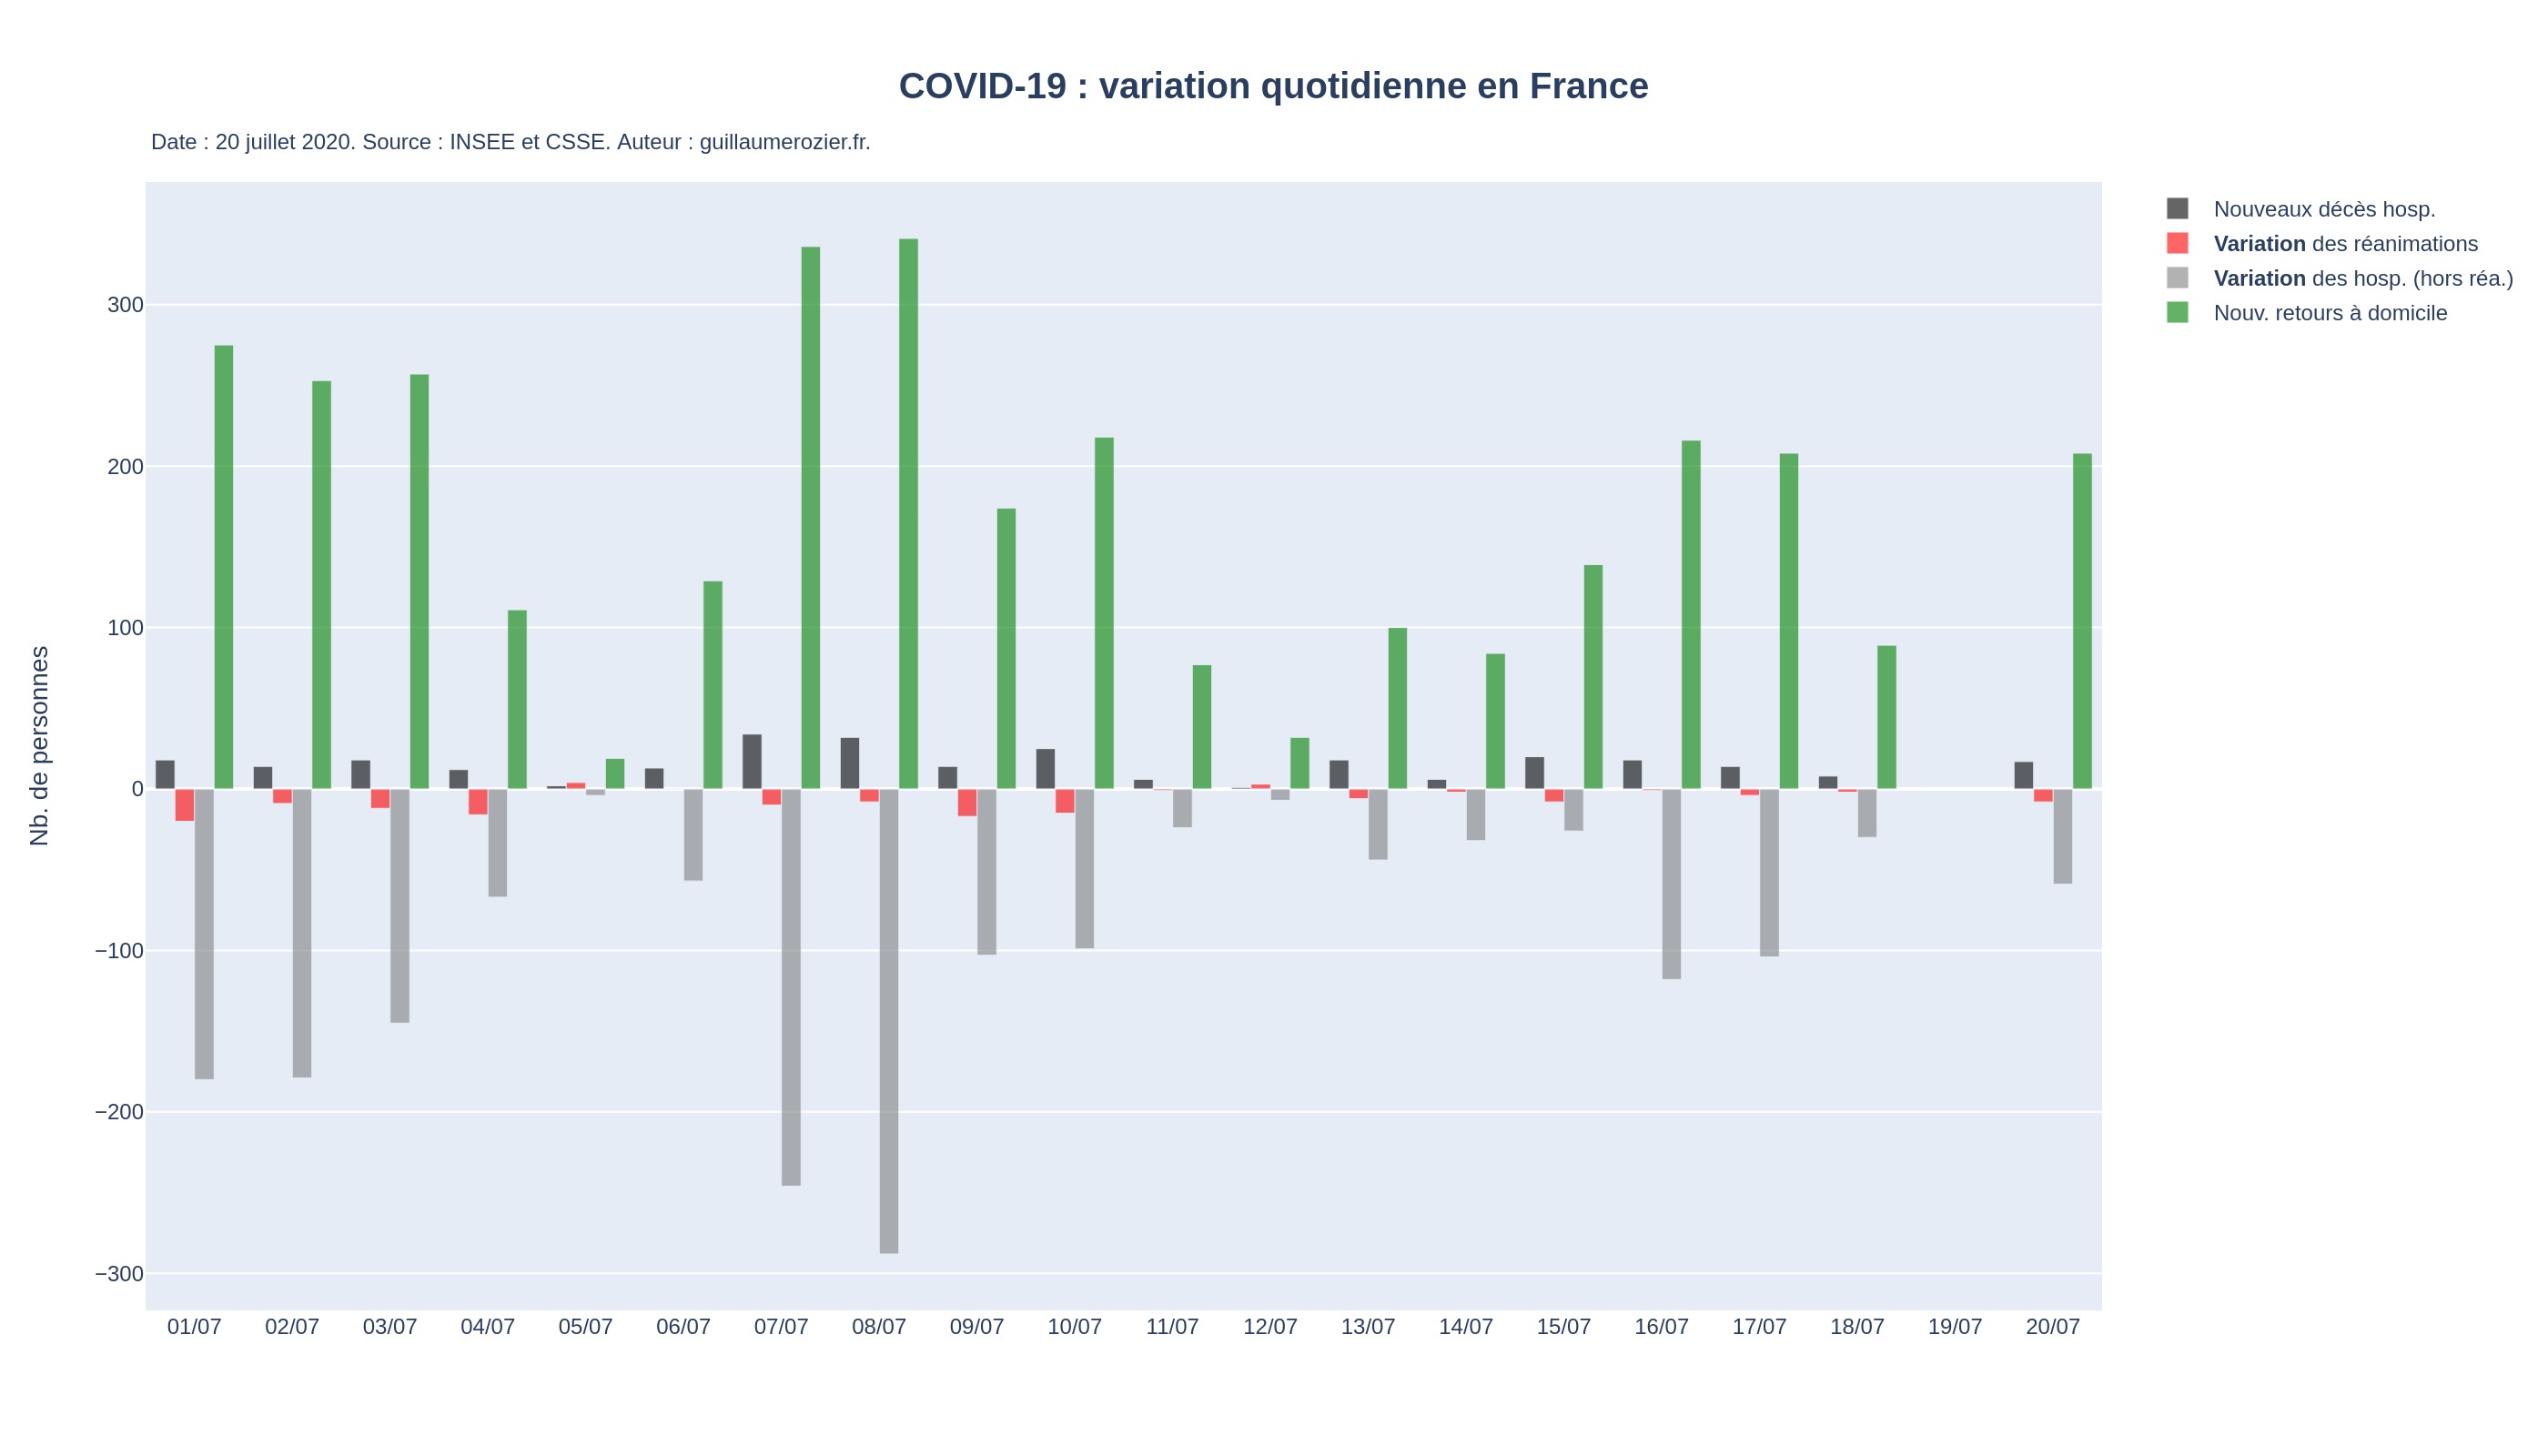 COVID-19 : variation quotidienne en France
Date : 20 juillet 2020. Source : INSEE et CSSE. Auteur : guillaumerozier.fr.
Nouveaux décès hosp.
Variation des réanimations
Variation des hosp. (hors réa.)
Nouv. retours à domicile
Nb. de personnes
300
200
100
0
−100
−200
−300
01/07 02/07 03/07 04/07 05/07 06/07 07/07 08/07 09/07 10/07 11/07 12/07 13/07 14/07 15/07 16/07 17/07 18/07 19/07 20/07